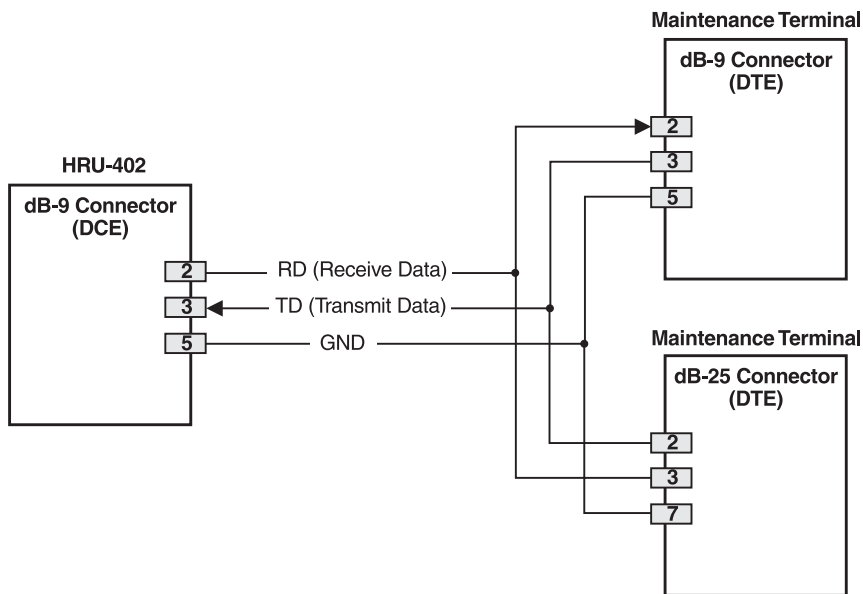 HRU-402
dB-9 Connector
(DCE)
2
3
5
RD (Receive Data)
TD (Transmit Data)
GND
Maintenance Terminal
dB-9 Connector
(DTE)
2
3
5
Maintenance Terminal
dB-25 Connector
(DTE)
2
3
7